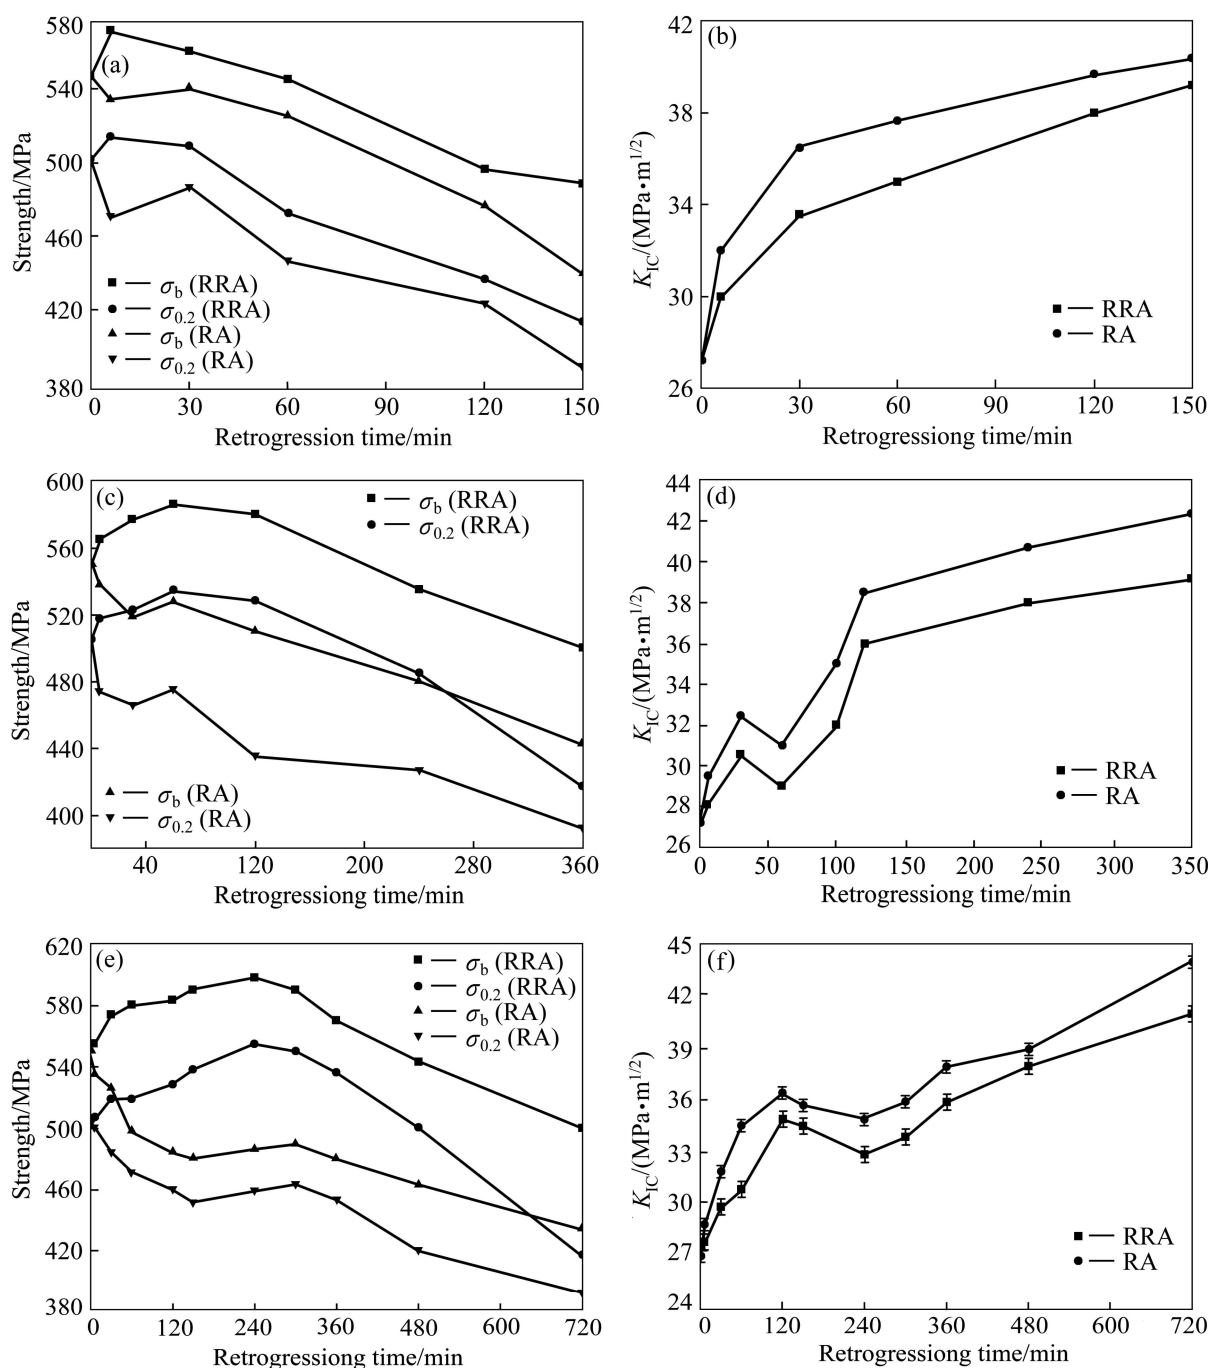 580
540
500
460
420
380
Strength/MPa
(a)
σb (RRA)
σ0.2 (RRA)
σb (RA)
σ0.2 (RA)
0 30 60 90 120 150
Retrogression time/min
42
38
34
30
26
KIC/(MPa•m1/2)
(b)
RRA
RA
0 30 60 90 120 150
Retrogressiong time/min
600
560
520
480
440
400
Strength/MPa
(c)
σb (RRA)
σ0.2 (RRA)
σb (RA)
σ0.2 (RA)
40 120 200 280 360
Retrogressiong time/min
44
42
40
38
36
34
32
30
28
26
KIC/(MPa•m1/2)
(d)
RRA
RA
0 50 100 150 200 250 300 350
Retrogressiong time/min
620
580
540
500
460
420
380
Strength/MPa
(e)
σb (RRA)
σ0.2 (RRA)
σb (RA)
σ0.2 (RA)
0 120 240 360 480 600 720
Retrogressiong time/min
45
42
39
36
33
30
27
24
KIC/(MPa•m1/2)
(f)
RRA
RA
0 120 240 360 480 600 720
Retrogressiong time/min